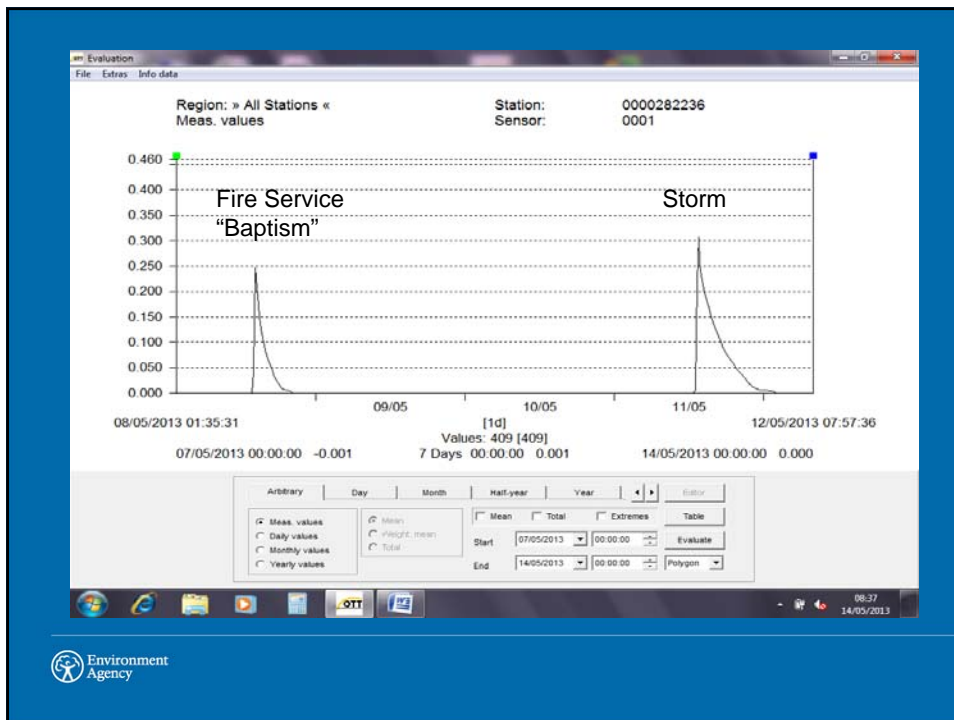 Evaluation
File Extras Info data
Region: » All Stations « Station: 0000282236
Meas. values Sensor: 0001
0.460
0.400
0.350
0.300
0.250
0.200
0.150
0.100
0.050
0.000
Fire Service Storm
“Baptism”
09/05 10/05 11/05
08/05/2013 01:35:31 [1d] 12/05/2013 07:57:36
Values: 409 [409]
07/05/2013 00:00:00 -0.001 7 Days 00:00:00 0.001 14/05/2013 00:00:00 0.000
Arbitrary Day Month Half-year Year Editor
Mean Total Extremes Table
Meas. values Mean
Daily values Weight. mean Start 07/05/2013 00:00:00 Evaluate
Monthly values Total
Yearly values End 14/05/2013 00:00:00 Polygon
OTT
08:37
14/05/2013
Environment
Agency